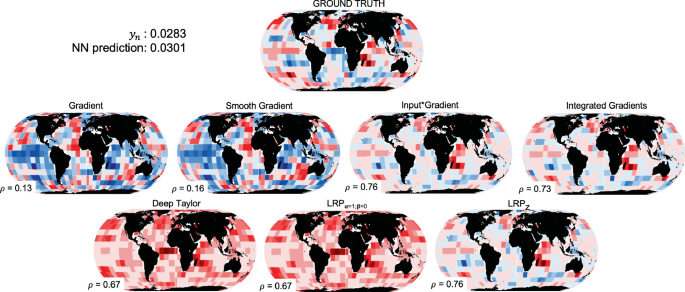 GROUND TRUTH
yₙ : 0.0283
NN prediction: 0.0301
Gradient
Smooth Gradient
Input*Gradient
Integrated Gradients
ρ = 0.13
ρ = 0.16
ρ = 0.76
ρ = 0.73
Deep Taylor
LRPα=1;β=0
LRPZ
ρ = 0.67
ρ = 0.67
ρ = 0.76